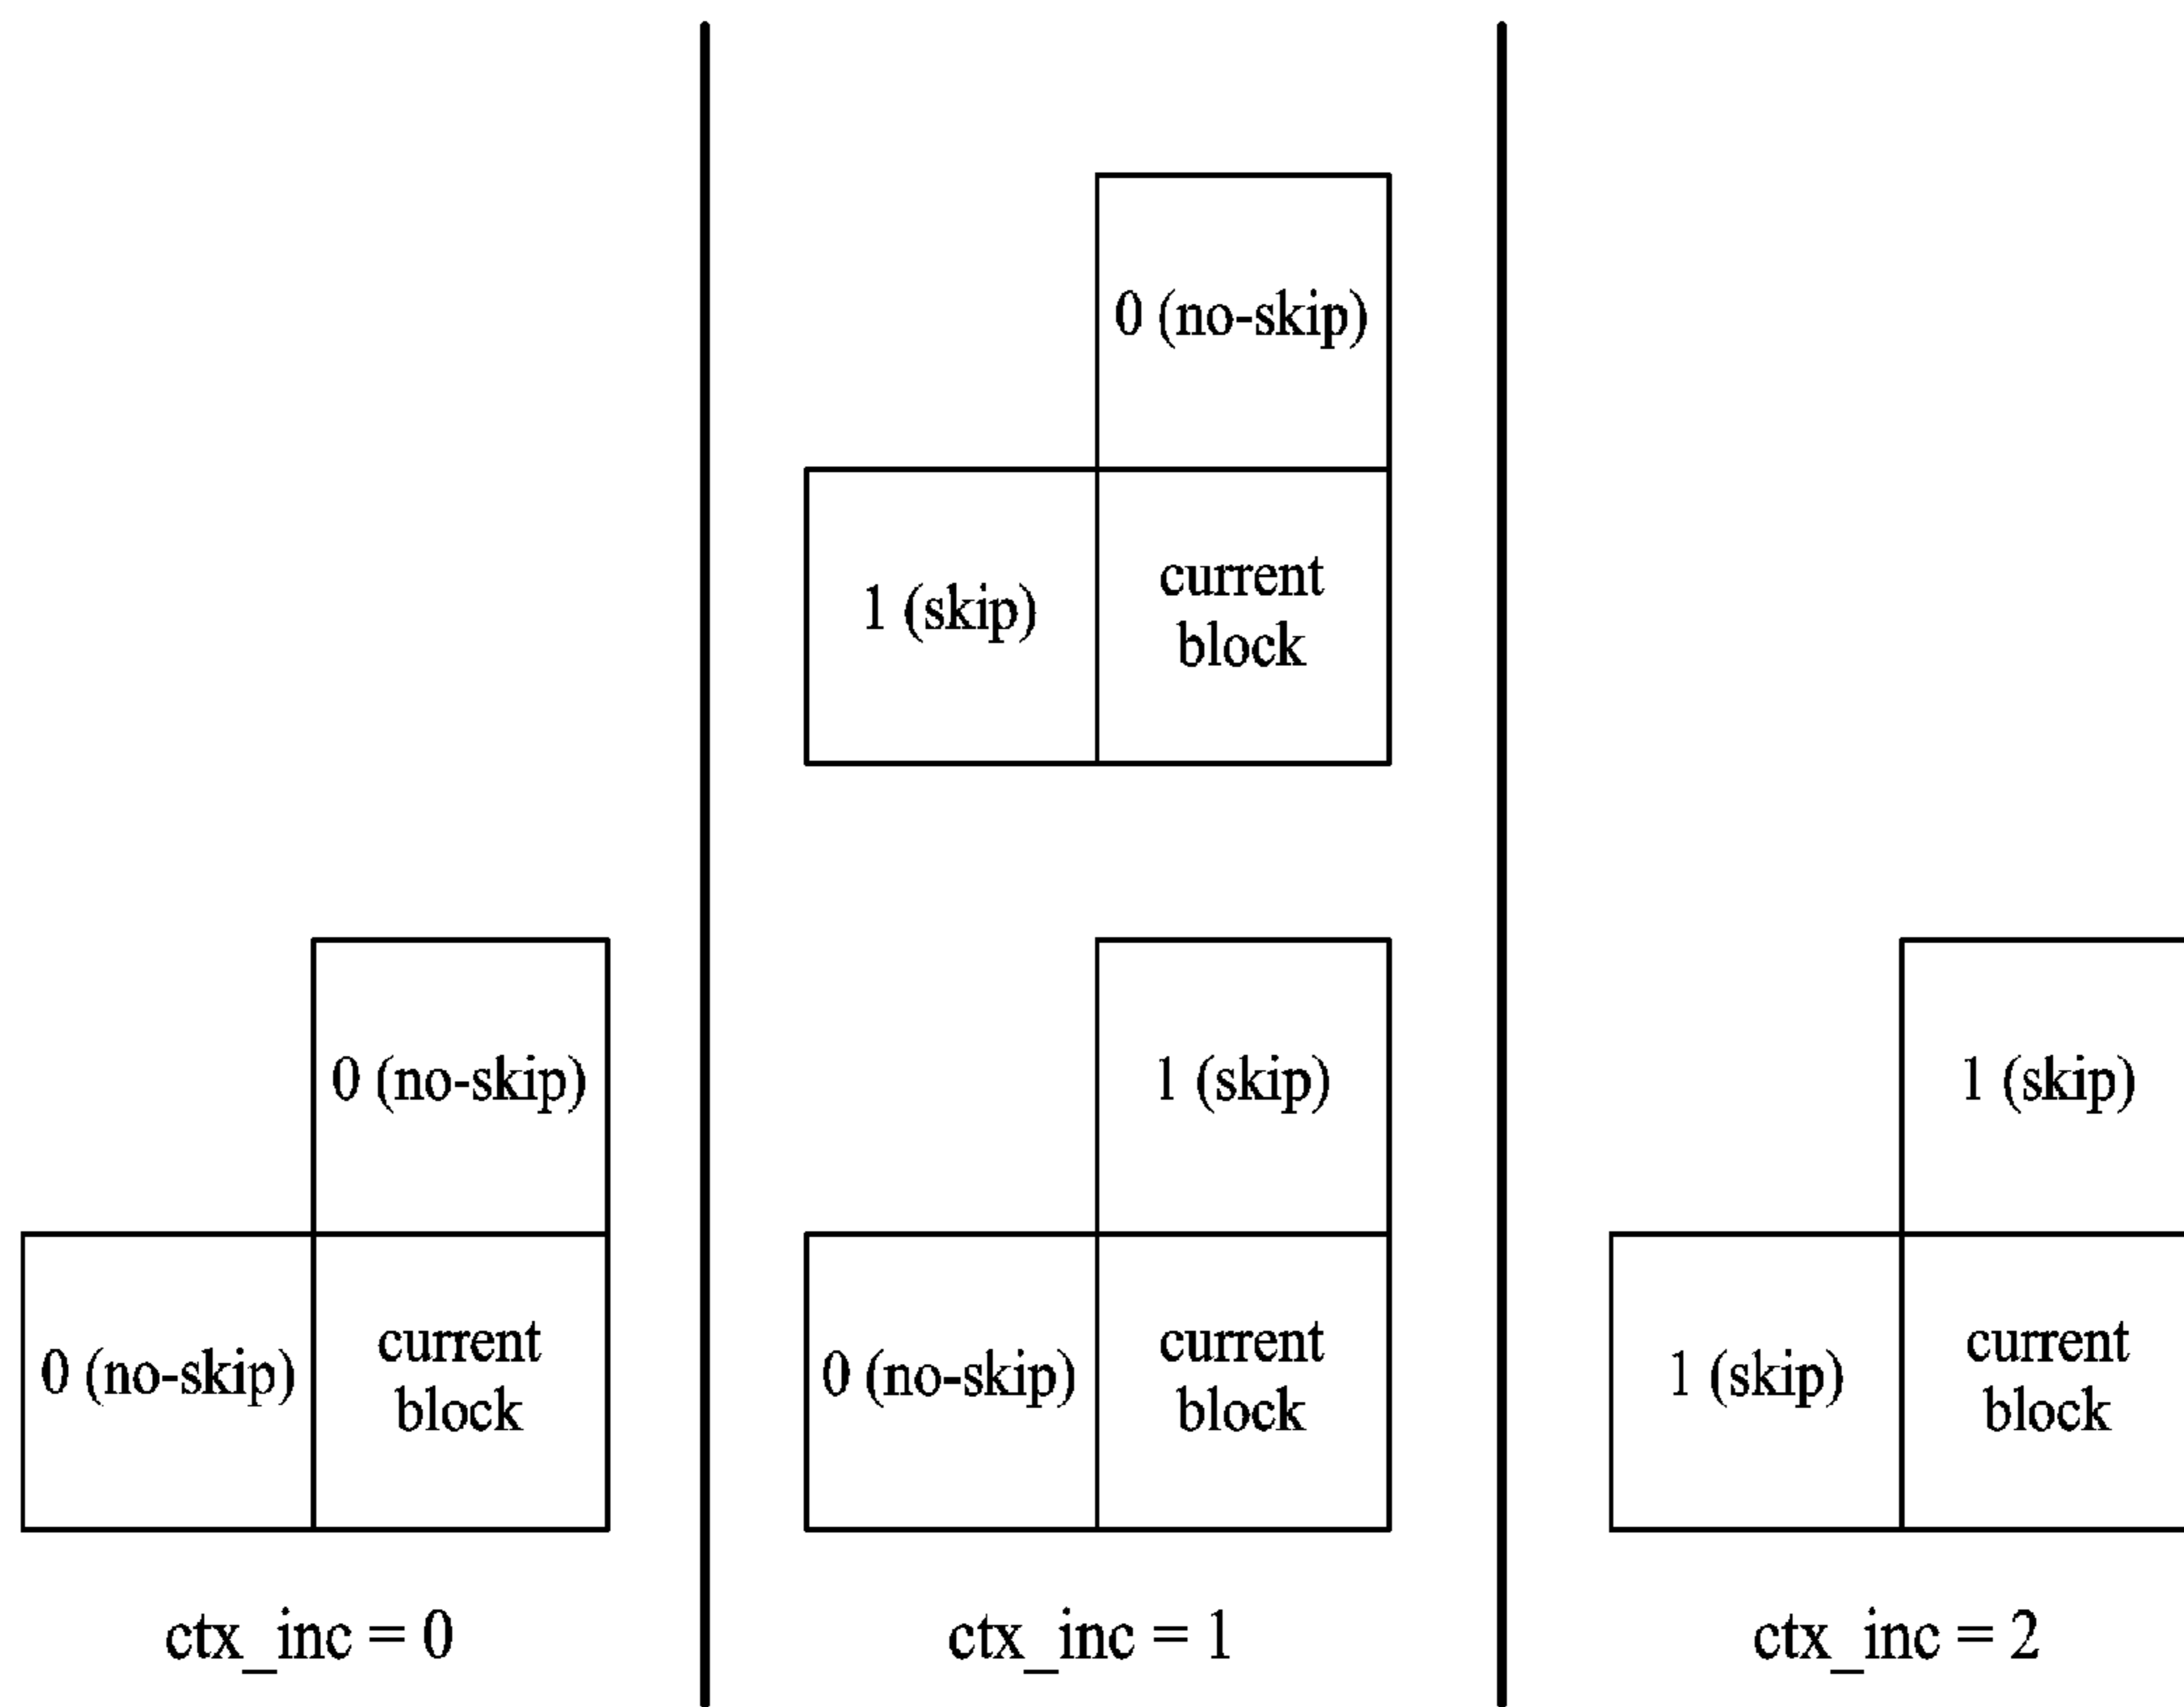 0 (no-skip)
0 (no-skip)
current
block
ctx_inc = 0
0 (no-skip)
1 (skip)
current
block
1 (skip)
0 (no-skip)
current
block
ctx_inc = 1
1 (skip)
1 (skip)
current
block
ctx_inc = 2